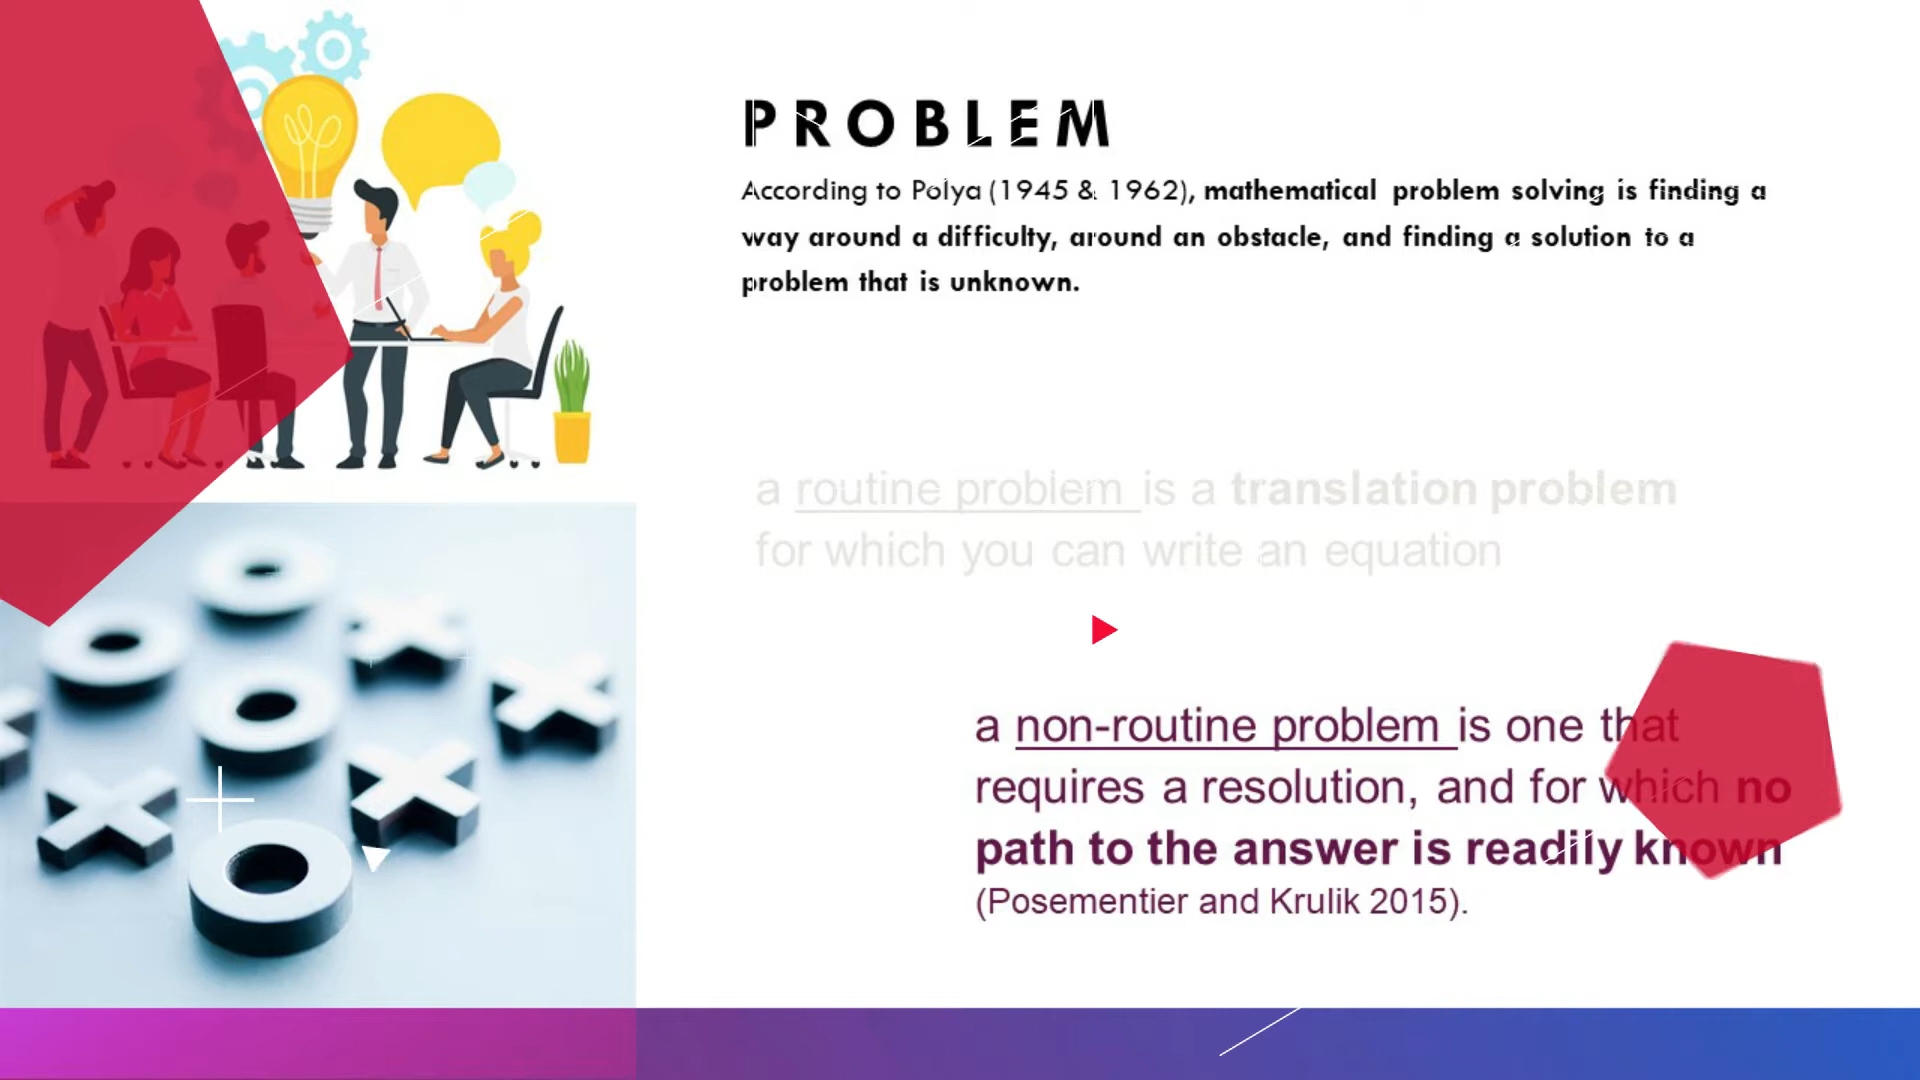 PROBLEM
According to Polya (1945 & 1962), mathematical problem solving is finding a
way around a difficulty, around an obstacle, and finding a solution to a
problem that is unknown.
a routine problem is a translation problem
for which you can write an equation
a non-routine problem is one that
requires a resolution, and for which no
path to the answer is readily known
(Posementier and Krulik 2015).